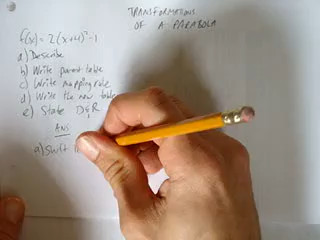 TRANSFORMATIONS
OF A PARABOLA
f(x) = 2(x+4)²-1
a) Describe
b) Write parent table
c) Write mapping rule
d) Write the new table
e) State D & R
Ans
a) Shift